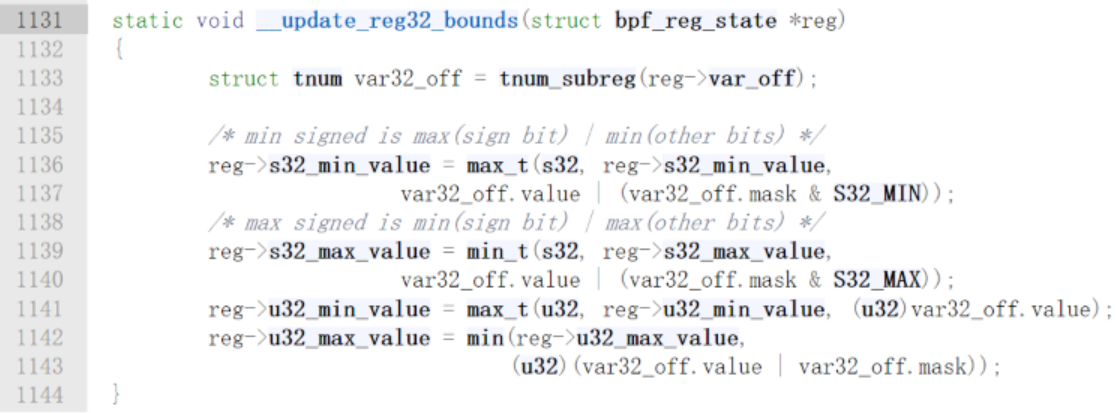 1131 static void __update_reg32_bounds(struct bpf_reg_state *reg)
1132 {
1133 struct tnum var32_off = tnum_subreg(reg->var_off);
1134
1135 /* min signed is max(sign bit) | min(other bits) */
1136 reg->s32_min_value = max_t(s32, reg->s32_min_value,
1137 var32_off.value | (var32_off.mask & S32_MIN));
1138 /* max signed is min(sign bit) | max(other bits) */
1139 reg->s32_max_value = min_t(s32, reg->s32_max_value,
1140 var32_off.value | (var32_off.mask & S32_MAX));
1141 reg->u32_min_value = max_t(u32, reg->u32_min_value, (u32)var32_off.value);
1142 reg->u32_max_value = min(reg->u32_max_value,
1143 (u32)(var32_off.value | var32_off.mask));
1144 }